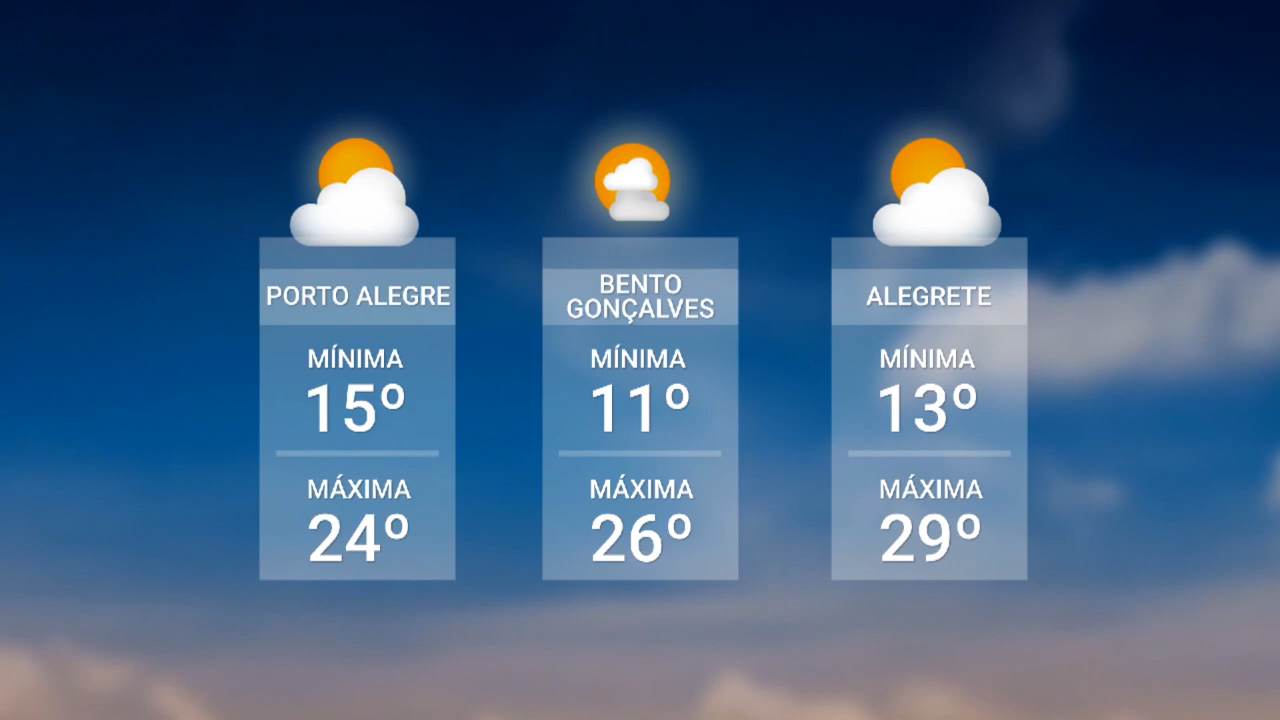 PORTO ALEGRE
MÍNIMA
15º
MÁXIMA
24º
BENTO
GONÇALVES
MÍNIMA
11º
MÁXIMA
26º
ALEGRETE
MÍNIMA
13º
MÁXIMA
29º